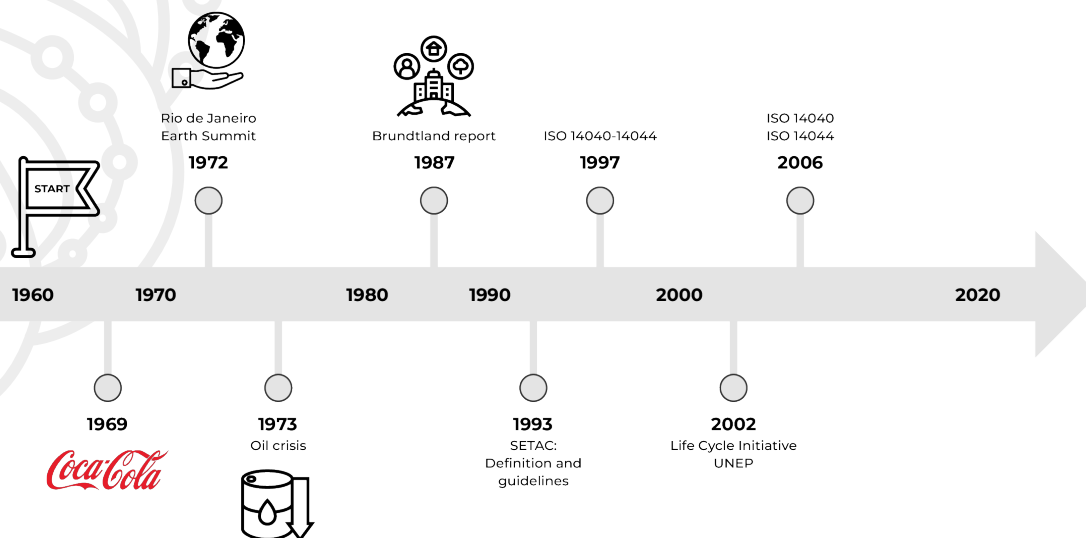 Rio de Janeiro
Earth Summit
1972
Brundtland report
1987
ISO 14040-14044
1997
ISO 14040
ISO 14044
2006
START
1960
1970
1980
1990
2000
2020
1969
Coca-Cola
1973
Oil crisis
1993
SETAC:
Definition and
guidelines
2002
Life Cycle Initiative
UNEP